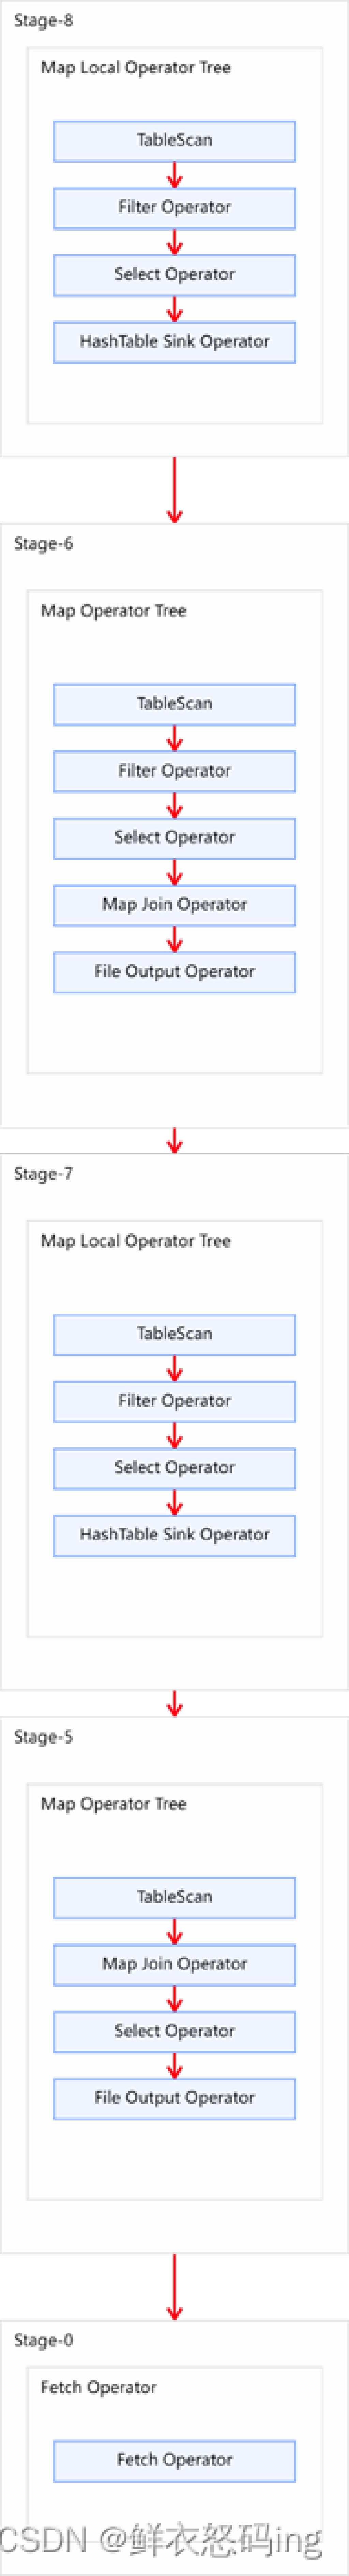 Stage-8
Map Local Operator Tree
TableScan
Filter Operator
Select Operator
HashTable Sink Operator
Stage-6
Map Operator Tree
TableScan
Filter Operator
Select Operator
Map Join Operator
File Output Operator
Stage-7
Map Local Operator Tree
TableScan
Filter Operator
Select Operator
HashTable Sink Operator
Stage-5
Map Operator Tree
TableScan
Map Join Operator
Select Operator
File Output Operator
Stage-0
Fetch Operator
Fetch Operator
CSDN @鲜衣怒码ing